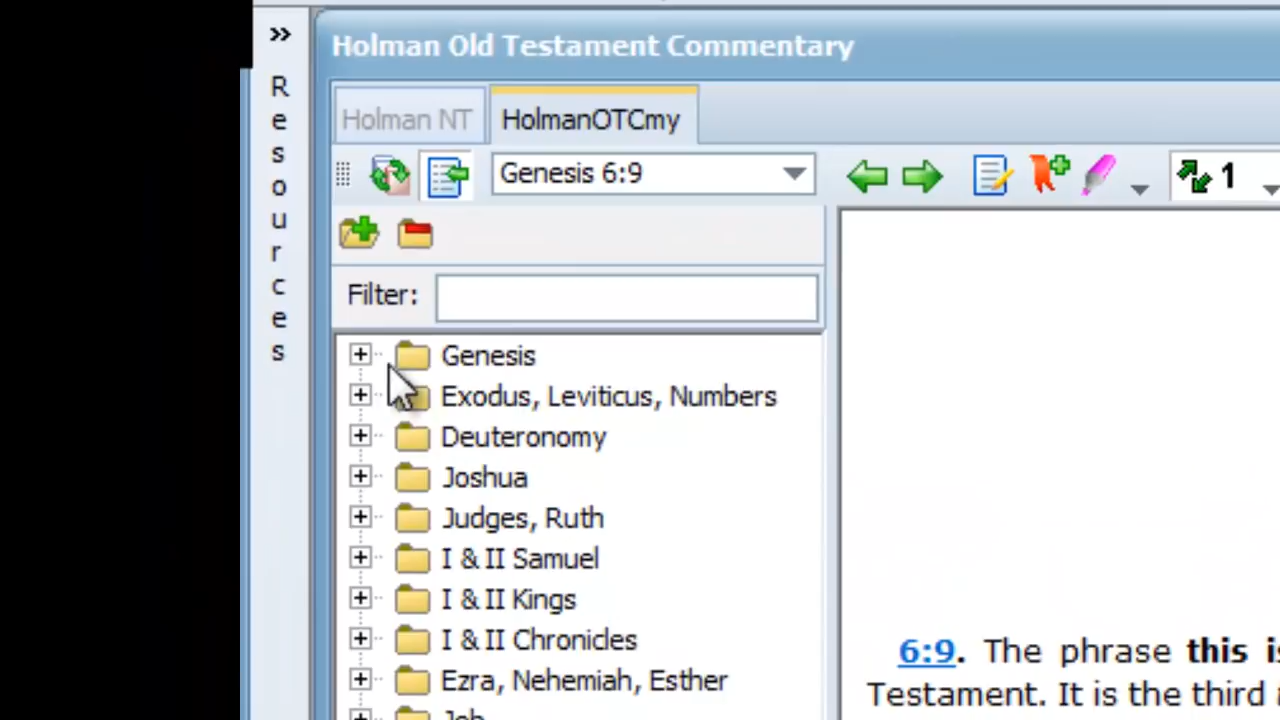 »
Resources
Holman Old Testament Commentary
Holman NT HolmanOTCmy
Genesis 6:9
1
Filter:
Genesis
Exodus, Leviticus, Numbers
Deuteronomy
Joshua
Judges, Ruth
I & II Samuel
I & II Kings
I & II Chronicles
Ezra, Nehemiah, Esther
Job
6:9. The phrase this is
Testament. It is the third